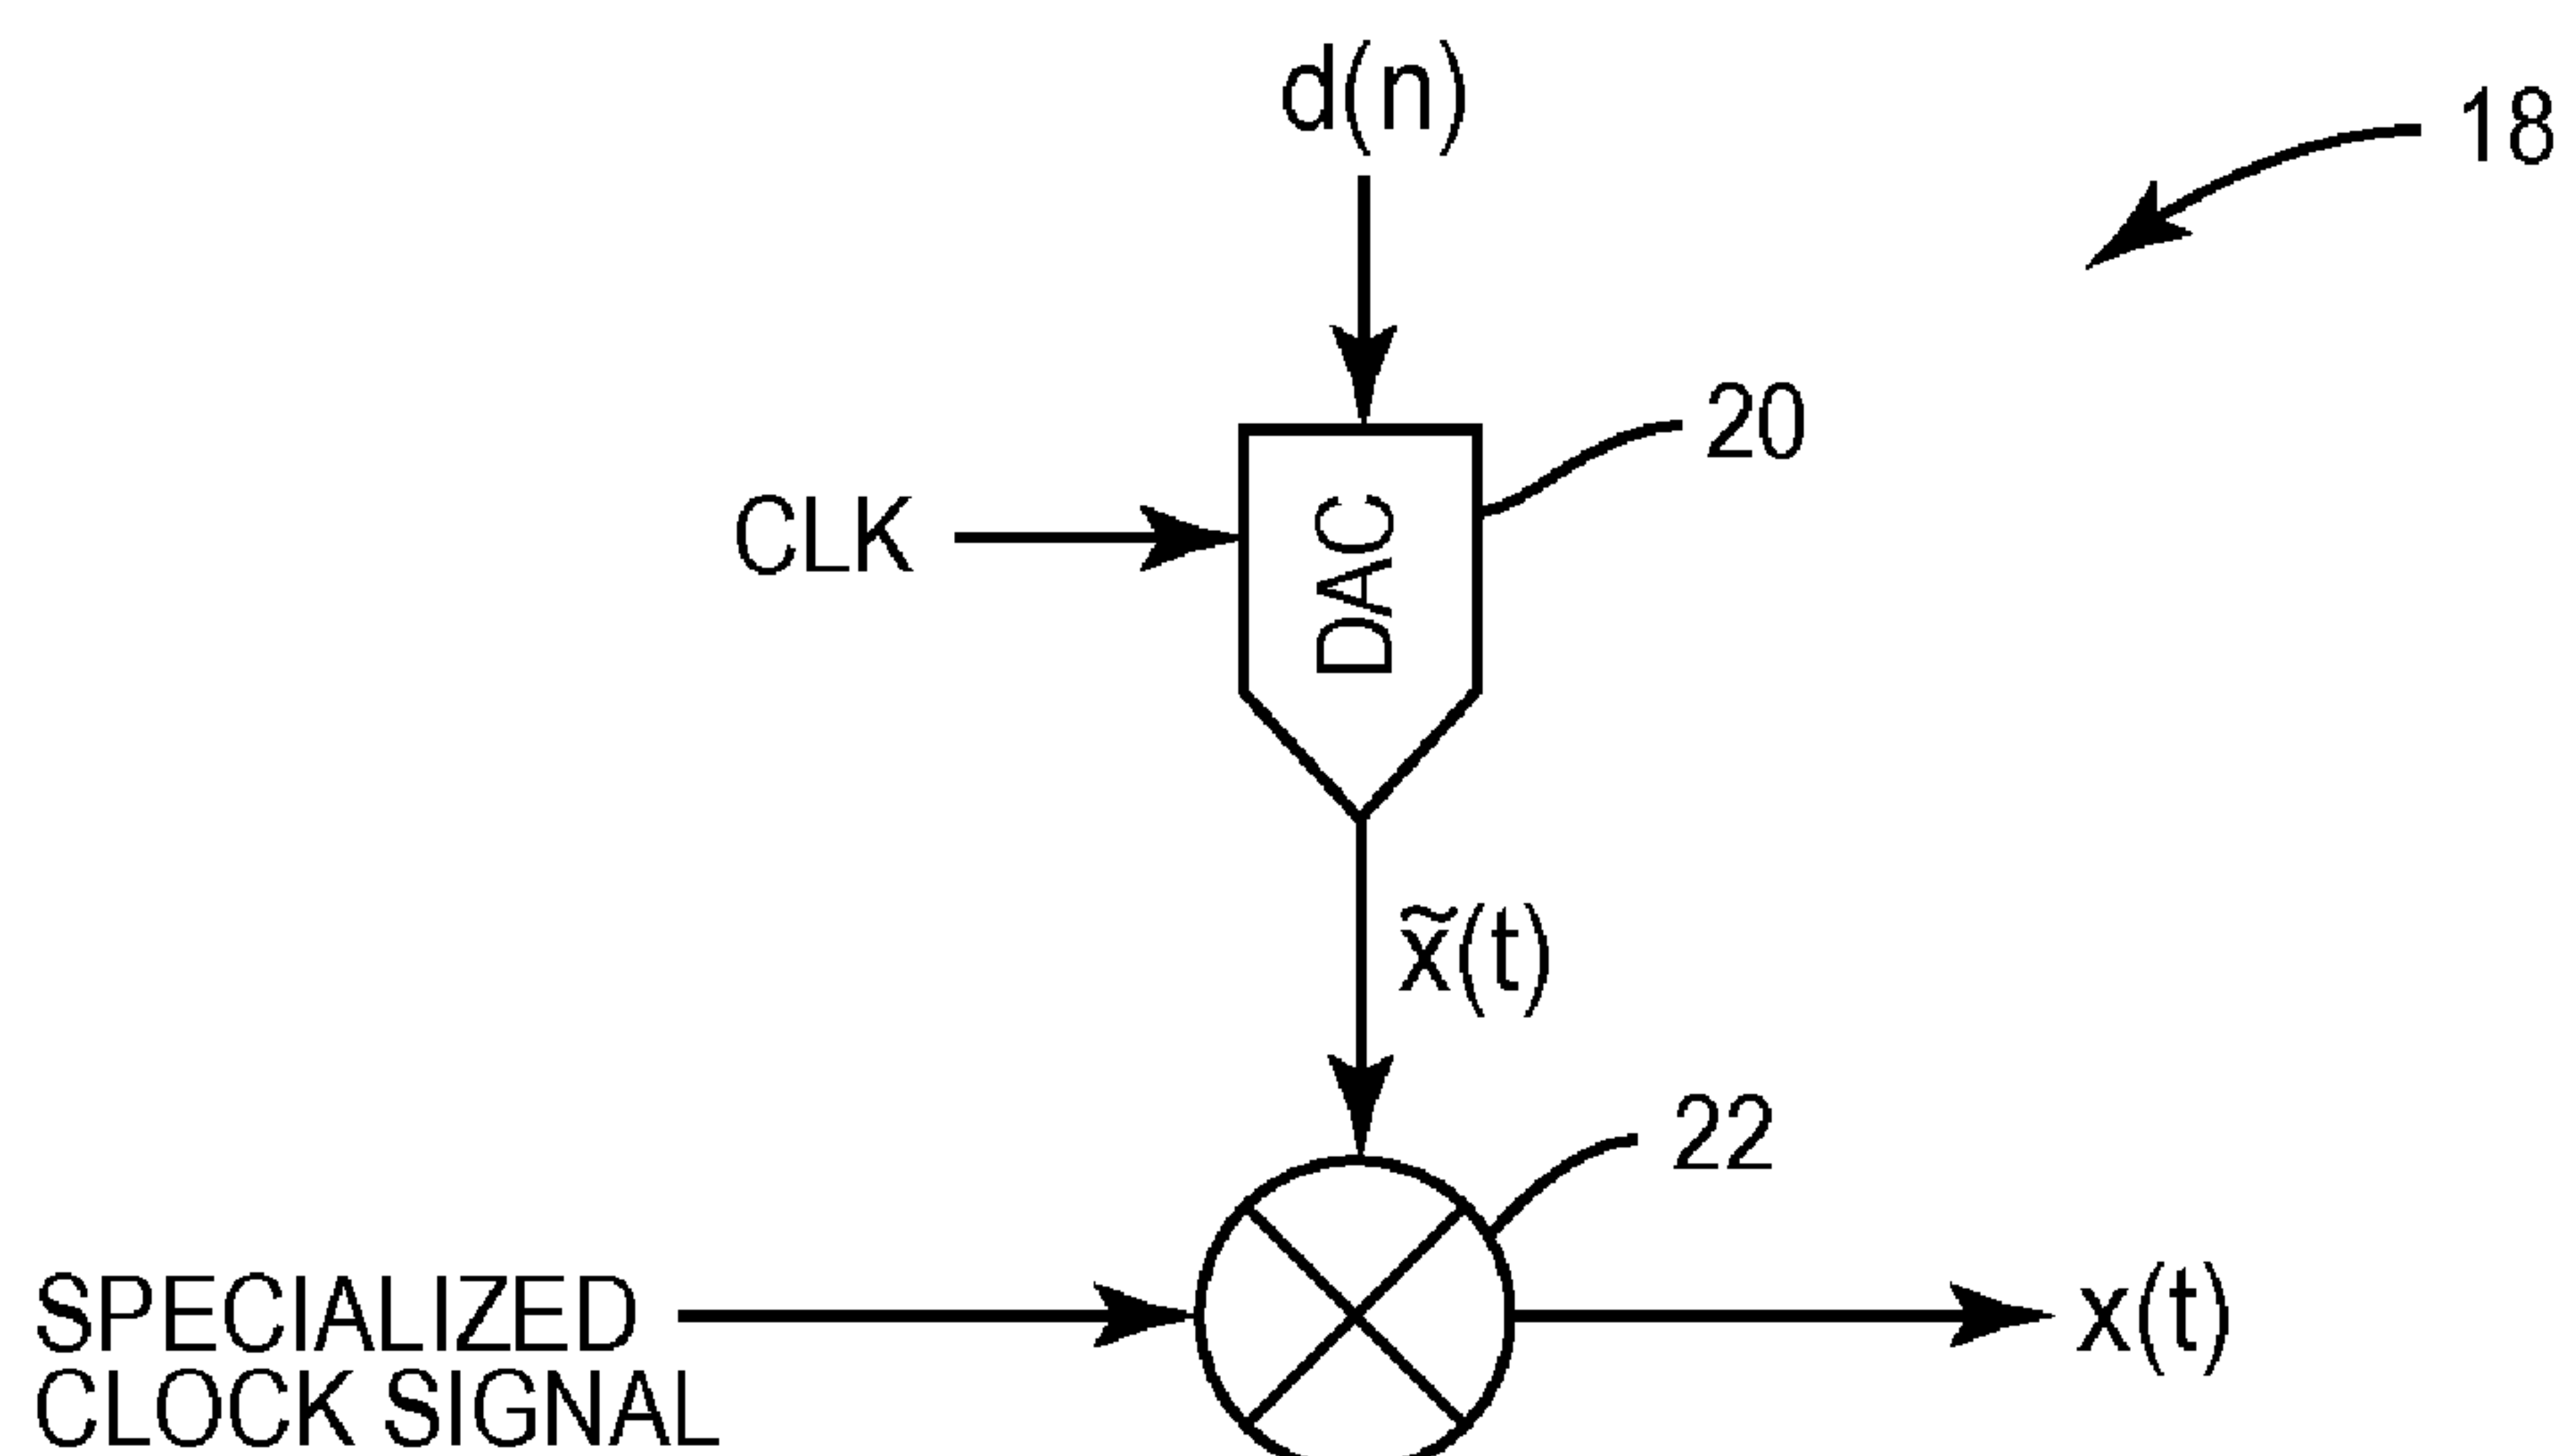 d(n)
18
20
CLK
DAC
x̃(t)
22
SPECIALIZED
CLOCK SIGNAL
x(t)